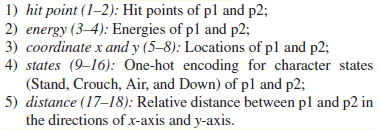 1) hit point (1–2): Hit points of p1 and p2;
2) energy (3–4): Energies of p1 and p2;
3) coordinate x and y (5–8): Locations of p1 and p2;
4) states (9–16): One-hot encoding for character states
(Stand, Crouch, Air, and Down) of p1 and p2;
5) distance (17–18): Relative distance between p1 and p2 in
the directions of x-axis and y-axis.